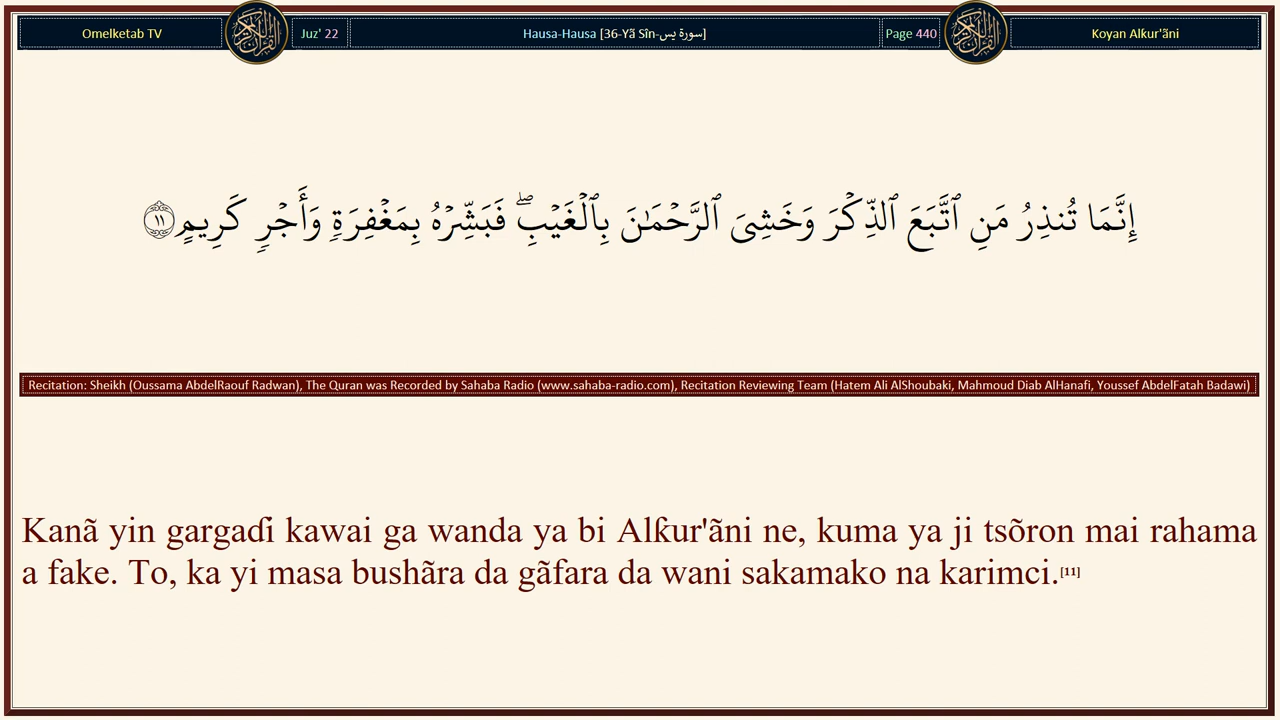 Omelketab TV
Juz' 22
Hausa-Hausa [36-Yã Sĩn-سورة يس]
Page 440
Koyan Alƙur'ãni
إِنَّمَا تُنذِرُ مَنِ ٱتَّبَعَ ٱلذِّكۡرَ وَخَشِىَ ٱلرَّحۡمَـٰنَ بِٱلۡغَيۡبِۖ فَبَشِّرۡهُ بِمَغۡفِرَةٍ وَأَجۡرٍ كَرِيمٍ ١١
Recitation: Sheikh (Oussama AbdelRaouf Radwan), The Quran was Recorded by Sahaba Radio (www.sahaba-radio.com), Recitation Reviewing Team (Hatem Ali AlShoubaki, Mahmoud Diab AlHanafi, Youssef AbdelFatah Badawi)
Kanã yin gargaɗi kawai ga wanda ya bi Alƙur'ãni ne, kuma ya ji tsõron mai rahama
a fake. To, ka yi masa bushãra da gãfara da wani sakamako na karimci.[11]